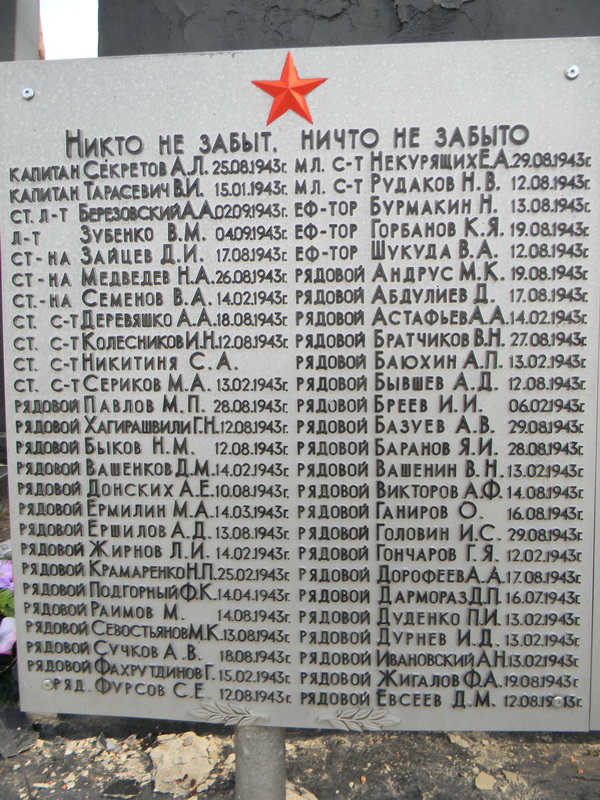 Никто не забыт, ничто не забыто
капитан Секретов А.Л. 25.08.1943г.
капитан Тарасевич В.И. 15.01.1943г.
ст. л-т Березовский А.А. 02.09.1943г.
л-т Зубенко В.М. 04.09.1943г.
ст-на Зайцев Д.И. 17.08.1943г.
ст-на Медведев Н.А. 26.08.1943г.
ст-на Семенов В.А. 14.02.1943г.
ст. с-т Деревяшко А.А. 18.08.1943г.
ст. с-т Колесников И.Н. 12.08.1943г.
ст. с-т Никитиня С.А.
ст. с-т Сериков М.А. 13.02.1943г.
рядовой Павлов М.П. 28.08.1943г.
рядовой Хагирашвили Г.Н. 12.08.1943г.
рядовой Быков Н.М. 12.08.1943г.
рядовой Вашенков Д.М. 14.02.1943г.
рядовой Донских А.Е. 10.08.1943г.
рядовой Ермилин М.А. 14.03.1943г.
рядовой Ершилов А.Д. 13.08.1943г.
рядовой Жирнов Л.И. 14.02.1943г.
рядовой Крамаренко Н.П. 25.02.1943г.
рядовой Подгорный Ф.К. 14.04.1943г.
рядовой Раимов М. 14.08.1943г.
рядовой Севостьянов М.К. 13.08.1943г.
рядовой Сучков А.В. 18.08.1943г.
рядовой Фахрутдинов Г. 15.02.1943г.
ряд. Фурсов С.Е. 12.08.1943г.
мл. с-т Некурящих Е.А. 29.08.1943г.
мл. с-т Рудаков Н.В. 12.08.1943г.
еф-тор Бурмакин Н. 13.08.1943г.
еф-тор Горбанов К.Я. 19.08.1943г.
еф-тор Шукуда В.А. 12.08.1943г.
рядовой Андрус М.К. 19.08.1943г.
рядовой Абдулиев Д. 17.08.1943г.
рядовой Астафьев А.А. 14.02.1943г.
рядовой Братчиков В.Н. 27.08.1943г.
рядовой Баюхин А.П. 13.02.1943г.
рядовой Бывшев А.Д. 12.08.1943г.
рядовой Бреев И.И. 06.02.1943г.
рядовой Базуев А.В. 29.08.1943г.
рядовой Баранов Я.И. 28.08.1943г.
рядовой Вашенин В.Н. 13.02.1943г.
рядовой Викторов А.Ф. 14.08.1943г.
рядовой Ганиров О. 16.08.1943г.
рядовой Головин И.С. 29.08.1943г.
рядовой Гончаров Г.Я. 12.02.1943г.
рядовой Дорофеев А.А. 17.08.1943г.
рядовой Дармораз Д.П. 16.07.1943г.
рядовой Дуденко П.И. 13.02.1943г.
рядовой Дурнев И.Д. 13.02.1943г.
рядовой Ивановский А.Н. 13.02.1943г.
рядовой Жигалов Ф.А. 19.08.1943г.
рядовой Евсеев Д.М. 12.08.1943г.